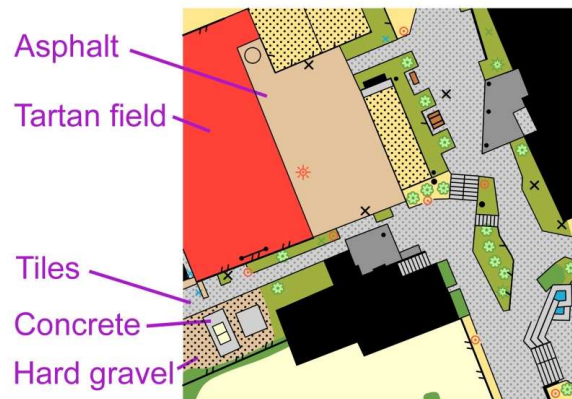 Asphalt
Tartan field
Tiles
Concrete
Hard gravel